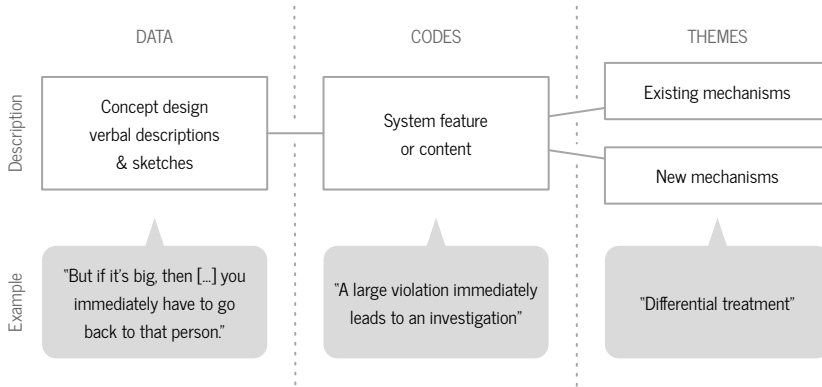 DATA
CODES
THEMES
Description
Concept design
verbal descriptions
& sketches
System feature
or content
Existing mechanisms
New mechanisms
Example
"But if it's big, then [...] you
immediately have to go
back to that person."
"A large violation immediately
leads to an investigation"
"Differential treatment"